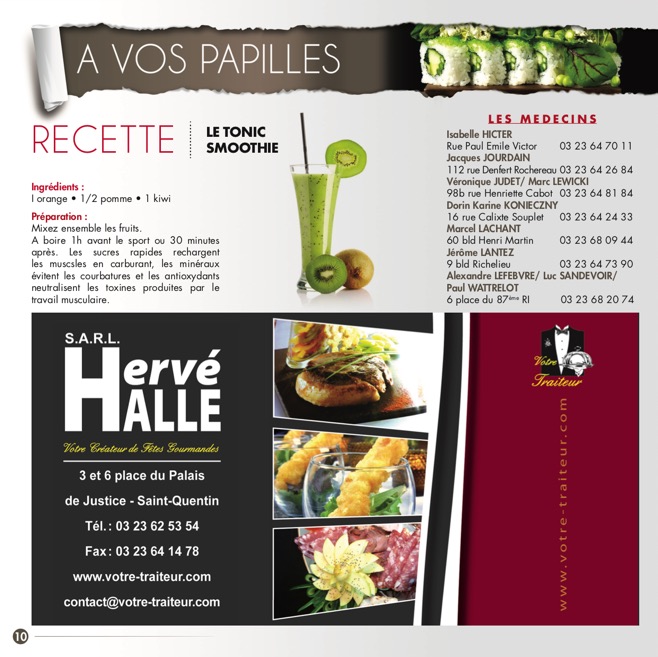 A VOS PAPILLES
RECETTE
LE TONIC
SMOOTHIE
Ingrédients :
I orange • 1/2 pomme • 1 kiwi
Préparation :
Mixez ensemble les fruits.
A boire 1h avant le sport ou 30 minutes
après. Les sucres rapides rechargent
les muscsles en carburant, les minéraux
évitent les courbatures et les antioxydants
neutralisent les toxines produites par le
travail musculaire.
LES MEDECINS
Isabelle HICTER
Rue Paul Emile Victor 03 23 64 70 11
Jacques JOURDAIN
112 rue Denfert Rochereau 03 23 64 26 84
Véronique JUDET/ Marc LEWICKI
98b rue Henriette Cabot 03 23 64 81 84
Dorin Karine KONIECZNY
16 rue Calixte Souplet 03 23 64 24 33
Marcel LACHANT
60 bld Henri Martin 03 23 68 09 44
Jérôme LANTEZ
9 bld Richelieu 03 23 64 73 90
Alexandre LEFEBVRE/ Luc SANDEVOIR/
Paul WATTRELOT
6 place du 87ème RI 03 23 68 20 74
S.A.R.L.
Hervé
HALLE
Votre Créateur de Fêtes Gourmandes
3 et 6 place du Palais
de Justice - Saint-Quentin
Tél. : 03 23 62 53 54
Fax : 03 23 64 14 78
www.votre-traiteur.com
contact@votre-traiteur.com
Votre
Traiteur
www.votre-traiteur.com
10